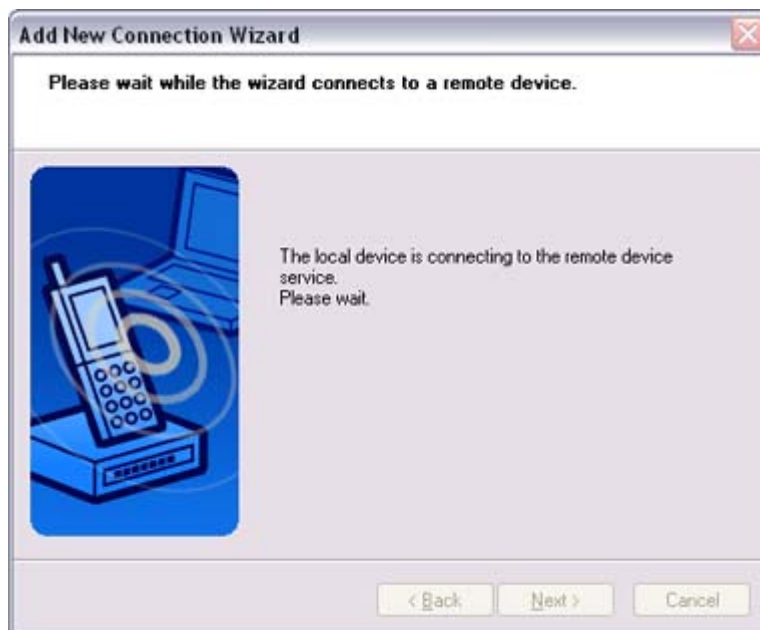 Add New Connection Wizard
Please wait while the wizard connects to a remote device.
The local device is connecting to the remote device
service.
Please wait.
< Back Next > Cancel